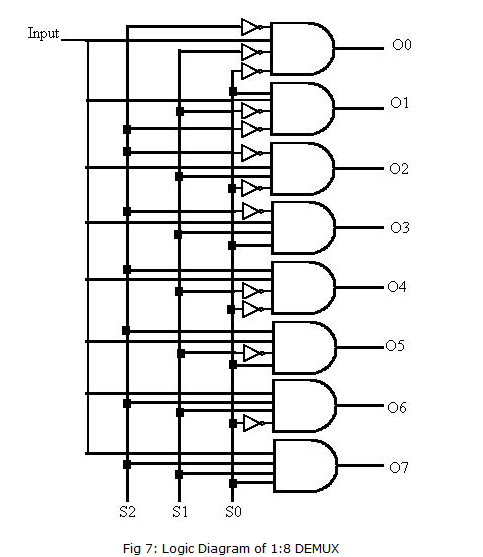 Input
O0
O1
O2
O3
O4
O5
O6
O7
S2 S1 S0
Fig 7: Logic Diagram of 1:8 DEMUX